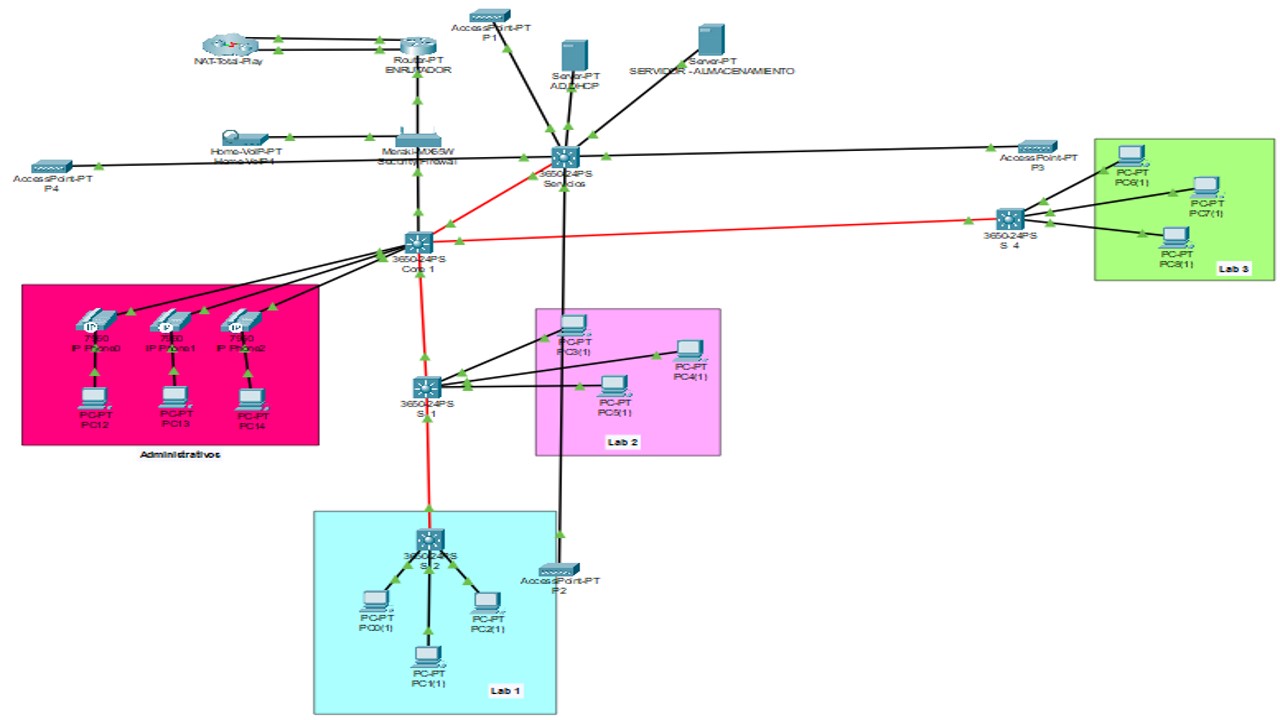 AccessPoint-PT
P1
NAT-Total-Play
Router-PT
ENRUTADOR
Server-PT
AD/DHCP
Server-PT
SERVIDOR - ALMACENAMIENTO
Home-VoIP-PT
Meraki-MX65W
Security Firewall
AccessPoint-PT
P4
3650-24PS
Servicios
AccessPoint-PT
P3
PC-PT
PC6(1)
PC-PT
PC7(1)
3650-24PS
S 4
PC-PT
PC8(1)
Lab 3
3650-24PS
Core 1
IP
7960
IP Phone0
IP
7960
IP Phone1
IP
7960
IP Phone2
PC-PT
PC12
PC-PT
PC13
PC-PT
PC14
Administrativos
PC-PT
PC3(1)
PC-PT
PC4(1)
3650-24PS
S 1
PC-PT
PC5(1)
Lab 2
3650-24PS
S 2
AccessPoint-PT
P2
PC-PT
PC0(1)
PC-PT
PC2(1)
PC-PT
PC1(1)
Lab 1